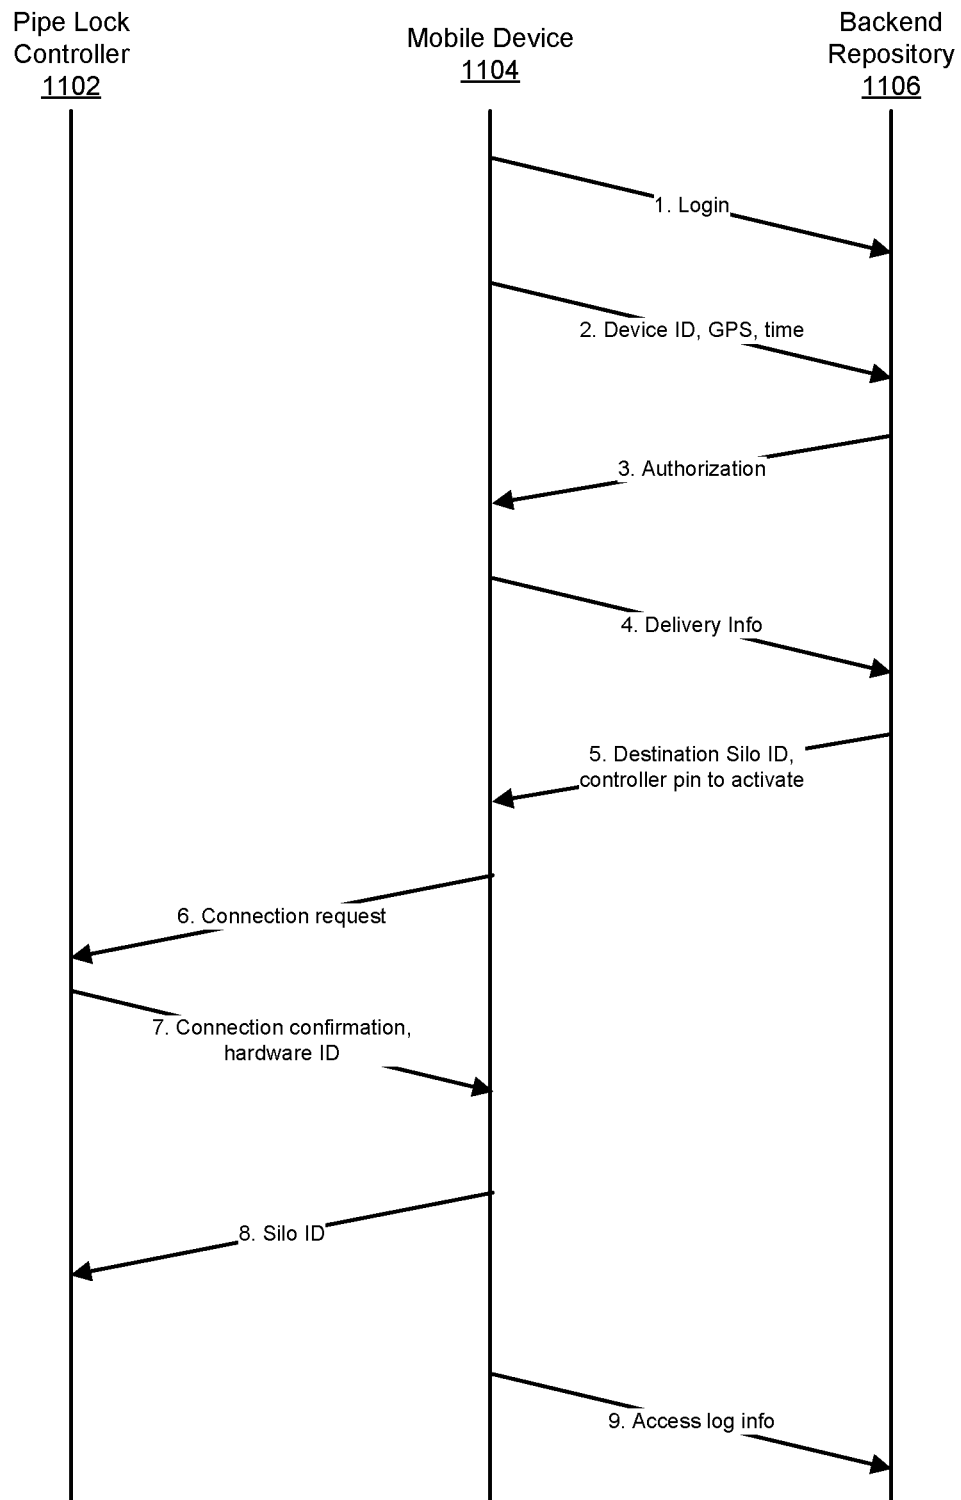 Pipe Lock
Controller
1102
Mobile Device
1104
Backend
Repository
1106
1. Login
2. Device ID, GPS, time
3. Authorization
4. Delivery Info
5. Destination Silo ID,
controller pin to activate
6. Connection request
7. Connection confirmation,
hardware ID
8. Silo ID
9. Access log info